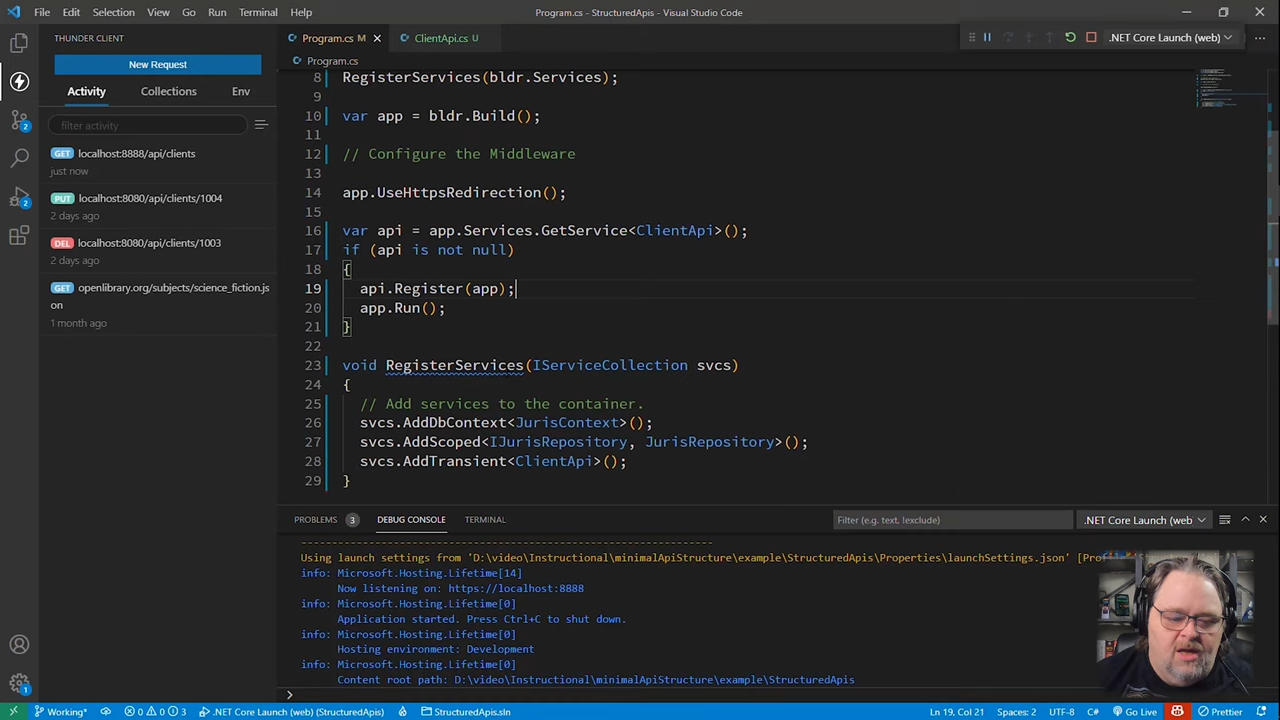 File Edit Selection View Go Run Terminal Help
Program.cs - StructuredApis - Visual Studio Code
THUNDER CLIENT
New Request
Activity Collections Env
filter activity
GET localhost:8888/api/clients
just now
PUT localhost:8080/api/clients/1004
2 days ago
DEL localhost:8080/api/clients/1003
2 days ago
GET openlibrary.org/subjects/science_fiction.js
on
1 month ago
Program.cs M ClientApi.cs U
.NET Core Launch (web)
Program.cs
8 RegisterServices(bldr.Services);
9
10 var app = bldr.Build();
11
12 // Configure the Middleware
13
14 app.UseHttpsRedirection();
15
16 var api = app.Services.GetService<ClientApi>();
17 if (api is not null)
18 {
19 api.Register(app);
20 app.Run();
21 }
22
23 void RegisterServices(IServiceCollection svcs)
24 {
25 // Add services to the container.
26 svcs.AddDbContext<JurisContext>();
27 svcs.AddScoped<IJurisRepository, JurisRepository>();
28 svcs.AddTransient<ClientApi>();
29 }
PROBLEMS 3 DEBUG CONSOLE TERMINAL
Filter (e.g. text, !exclude)
.NET Core Launch (web
--------------------------------------------------------------------
Using launch settings from 'D:\video\Instructional\minimalApiStructure\example\StructuredApis\Properties\launchSettings.json' [Prof
info: Microsoft.Hosting.Lifetime[14]
Now listening on: https://localhost:8888
info: Microsoft.Hosting.Lifetime[0]
Application started. Press Ctrl+C to shut down.
info: Microsoft.Hosting.Lifetime[0]
Hosting environment: Development
info: Microsoft.Hosting.Lifetime[0]
Content root path: D:\video\Instructional\minimalApiStructure\example\StructuredApis
2
2
1
Working* 0 0 3 .NET Core Launch (web) (StructuredApis) StructuredApis.sln
Ln 19, Col 21 Spaces: 2 UTF-8 C# Go Live Prettier